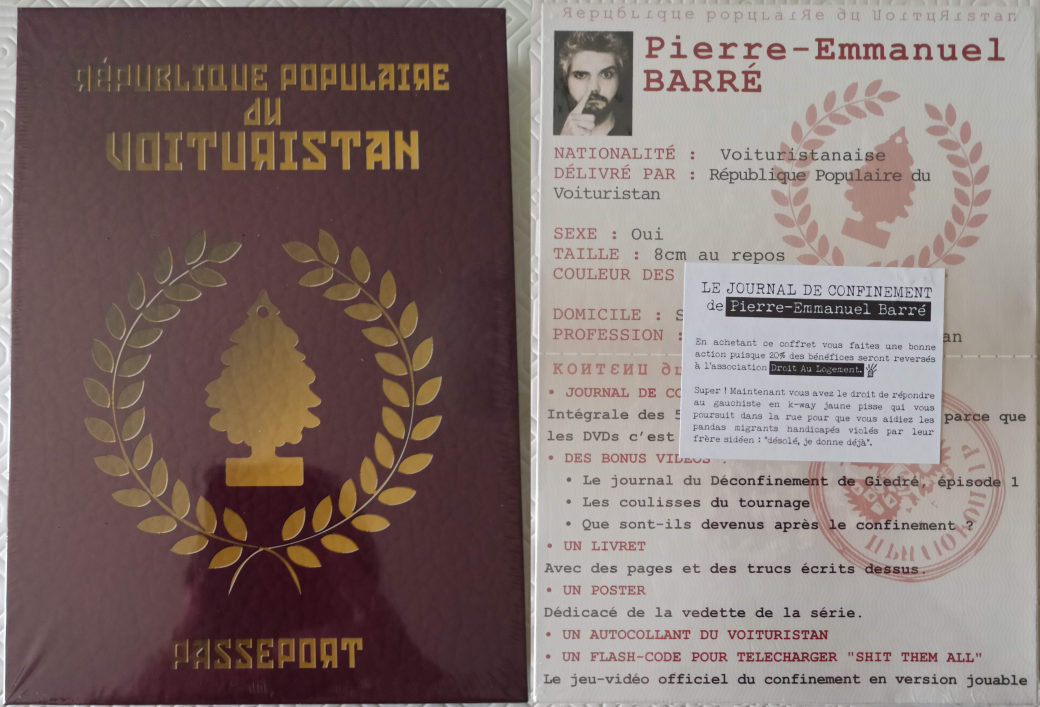 RÉPUBLIQUE POPULAIRE
DU
VOITURISTAN
PASSEPORT
République populaire du Voituristan
Pierre-Emmanuel
BARRÉ
NATIONALITÉ : Voituristanaise
DÉLIVRÉ PAR : République Populaire du
Voituristan
SEXE : Oui
TAILLE : 8cm au repos
COULEUR DES
DOMICILE : S
PROFESSION :
an
LE JOURNAL DE CONFINEMENT
de Pierre-Emmanuel Barré
En achetant ce coffret vous faites une bonne
action puisque 20% des bénéfices seront reversés
à l'association Droit Au Logement.
Super ! Maintenant vous avez le droit de répondre
au gauchiste en k-way jaune pisse qui vous
poursuit dans la rue pour que vous aidiez les
pandas migrants handicapés violés par leur
frère sidéen : "désolé, je donne déjà".
• JOURNAL DE CO
Intégrale des 5 parce que
les DVDs c'est
• DES BONUS VIDEOS :
• Le journal du Déconfinement de Giedré, épisode 1
• Les coulisses du tournage
• Que sont-ils devenus après le confinement ?
• UN LIVRET
Avec des pages et des trucs écrits dessus.
• UN POSTER
Dédicacé de la vedette de la série.
• UN AUTOCOLLANT DU VOITURISTAN
• UN FLASH-CODE POUR TELECHARGER "SHIT THEM ALL"
Le jeu-vidéo officiel du confinement en version jouable